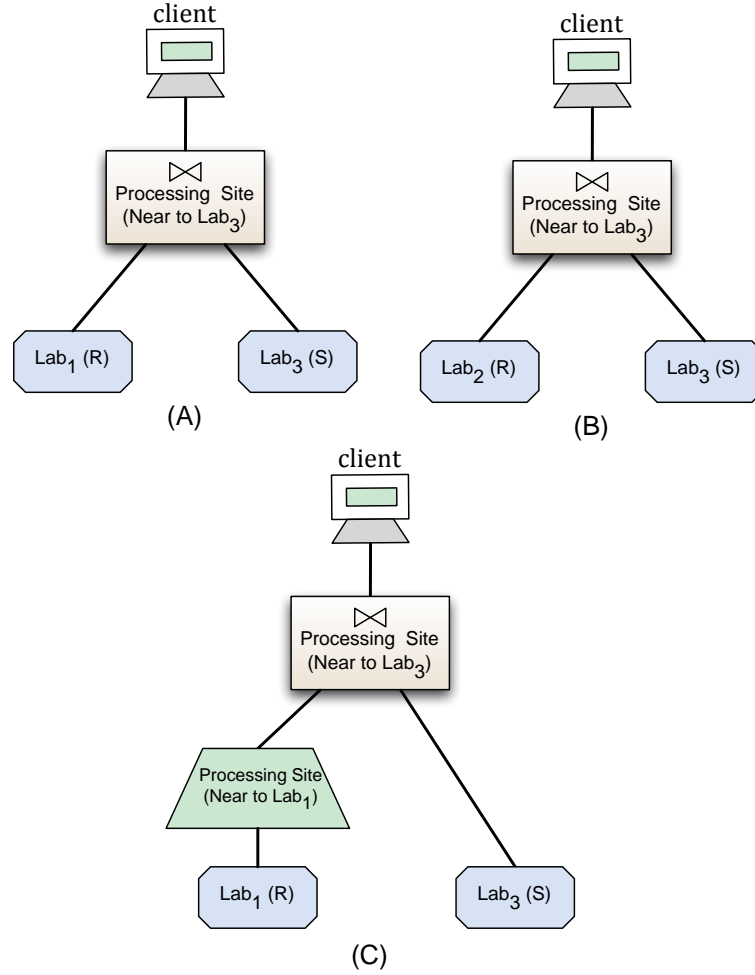 client
⋈
Processing Site
(Near to Lab₃)
Lab₁ (R)
Lab₃ (S)
(A)
client
⋈
Processing Site
(Near to Lab₃)
Lab₂ (R)
Lab₃ (S)
(B)
client
⋈
Processing Site
(Near to Lab₃)
Processing Site
(Near to Lab₁)
Lab₁ (R)
Lab₃ (S)
(C)